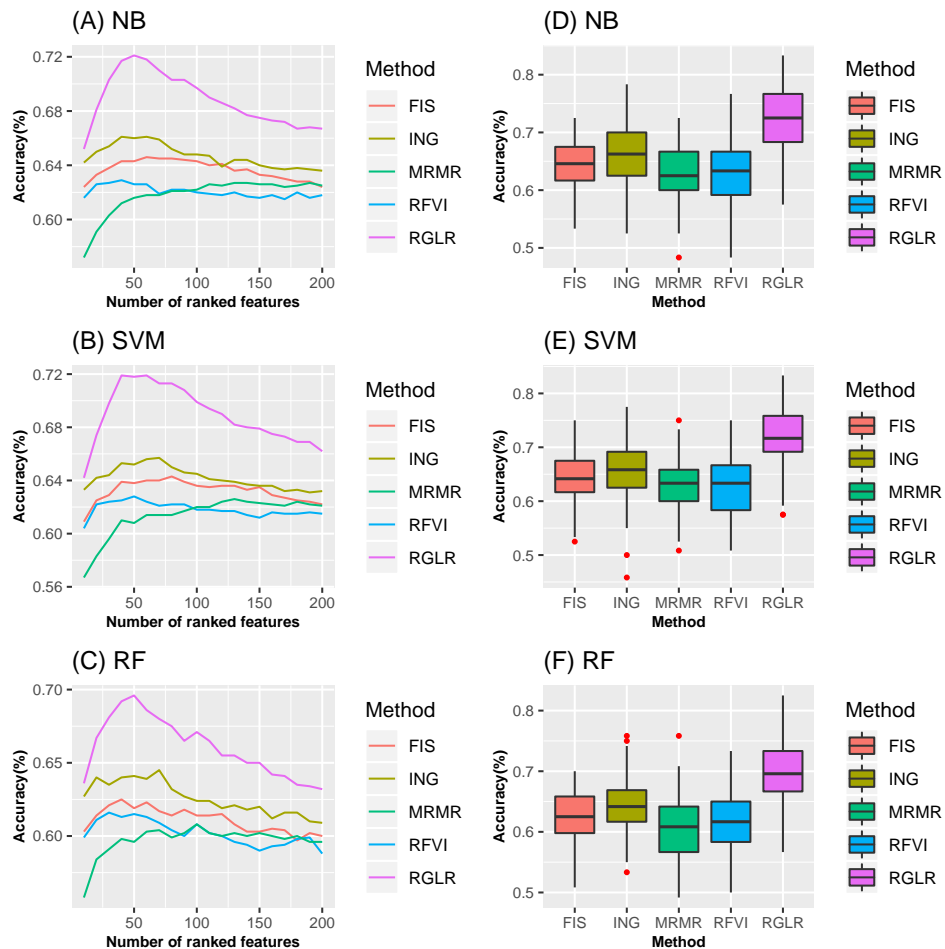 (A) NB
Accuracy(%)
0.72
0.68
0.64
0.60
50
100
150
200
Number of ranked features
Method
FIS
ING
MRMR
RFVI
RGLR
(D) NB
Accuracy(%)
0.8
0.7
0.6
0.5
FIS
ING
MRMR
RFVI
RGLR
Method
Method
FIS
ING
MRMR
RFVI
RGLR
(B) SVM
Accuracy(%)
0.72
0.68
0.64
0.60
0.56
50
100
150
200
Number of ranked features
Method
FIS
ING
MRMR
RFVI
RGLR
(E) SVM
Accuracy(%)
0.8
0.7
0.6
0.5
FIS
ING
MRMR
RFVI
RGLR
Method
Method
FIS
ING
MRMR
RFVI
RGLR
(C) RF
Accuracy(%)
0.70
0.65
0.60
50
100
150
200
Number of ranked features
Method
FIS
ING
MRMR
RFVI
RGLR
(F) RF
Accuracy(%)
0.8
0.7
0.6
0.5
FIS
ING
MRMR
RFVI
RGLR
Method
Method
FIS
ING
MRMR
RFVI
RGLR